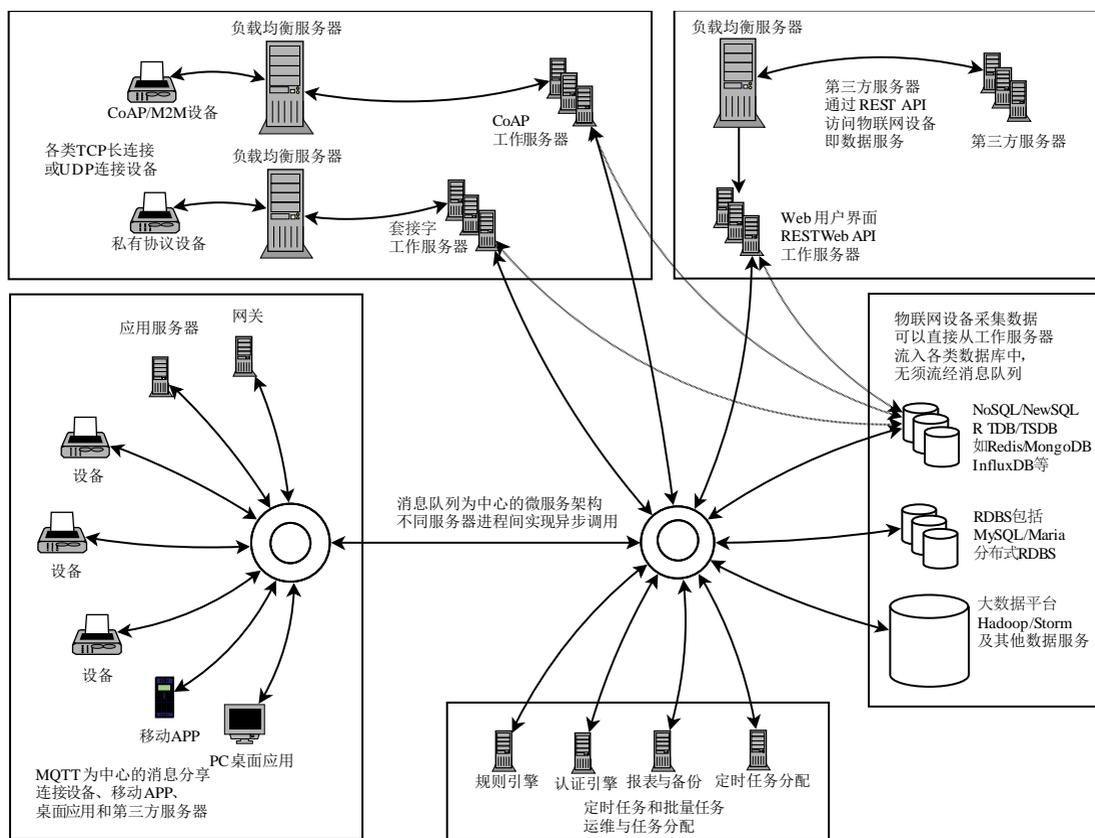 负载均衡服务器
CoAP/M2M设备
CoAP
工作服务器
各类TCP长连接
或UDP连接设备
负载均衡服务器
私有协议设备
套接字
工作服务器
负载均衡服务器
第三方服务器
通过 REST API
访问物联网设备
即数据服务
第三方服务器
Web 用户界面
RESTWeb API
工作服务器
应用服务器
网关
设备
设备
设备
移动APP
PC桌面应用
MQTT 为中心的消息分享
连接设备、移动APP、
桌面应用和第三方服务器
消息队列为中心的微服务架构
不同服务器进程间实现异步调用
物联网设备采集数据
可以直接从工作服务器
流入各类数据库中,
无须流经消息队列
NoSQL/NewSQL
R TDB/TSDB
如Redis/MongoDB
InfluxDB等
RDBS包括
MySQL/Maria
分布式RDBS
大数据平台
Hadoop/Storm
及其他数据服务
规则引擎
认证引擎
报表与备份
定时任务分配
定时任务和批量任务
运维与任务分配